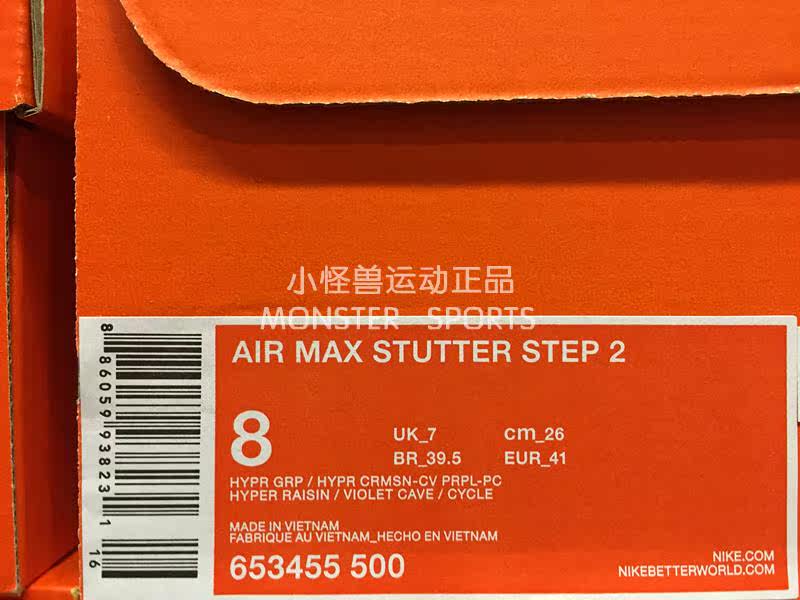 小怪兽运动正品
MONSTER SPORTS
AIR MAX STUTTER STEP 2
8
UK_7 cm_26
BR_39.5 EUR_41
HYPR GRP / HYPR CRMSN-CV PRPL-PC
HYPER RAISIN / VIOLET CAVE / CYCLE
MADE IN VIETNAM
FABRIQUE AU VIETNAM_HECHO EN VIETNAM
653455 500
NIKE.COM
NIKEBETTERWORLD.COM
8 86059 93823 1 16